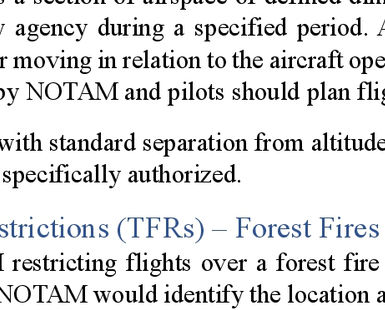 s a section of airspace of defined dim
y agency during a specified period. A
r moving in relation to the aircraft ope
by NOTAM and pilots should plan flig
with standard separation from altitude
specifically authorized.
strictions (TFRs) – Forest Fires
restricting flights over a forest fire
NOTAM would identify the location a